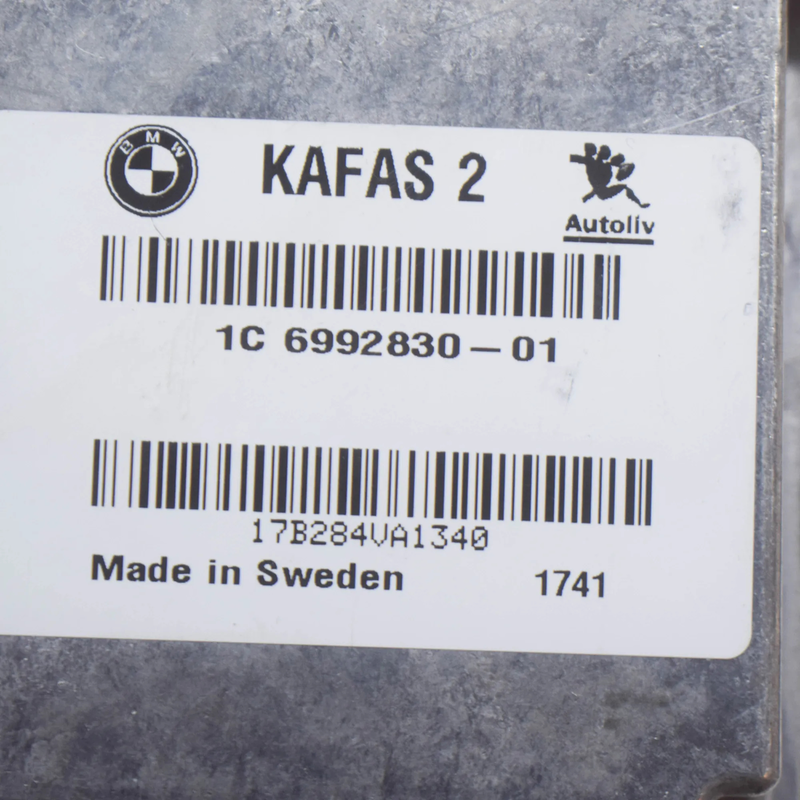 BMW
KAFAS 2
Autoliv
1C 6992830-01
17B284VA1340
Made in Sweden 1741